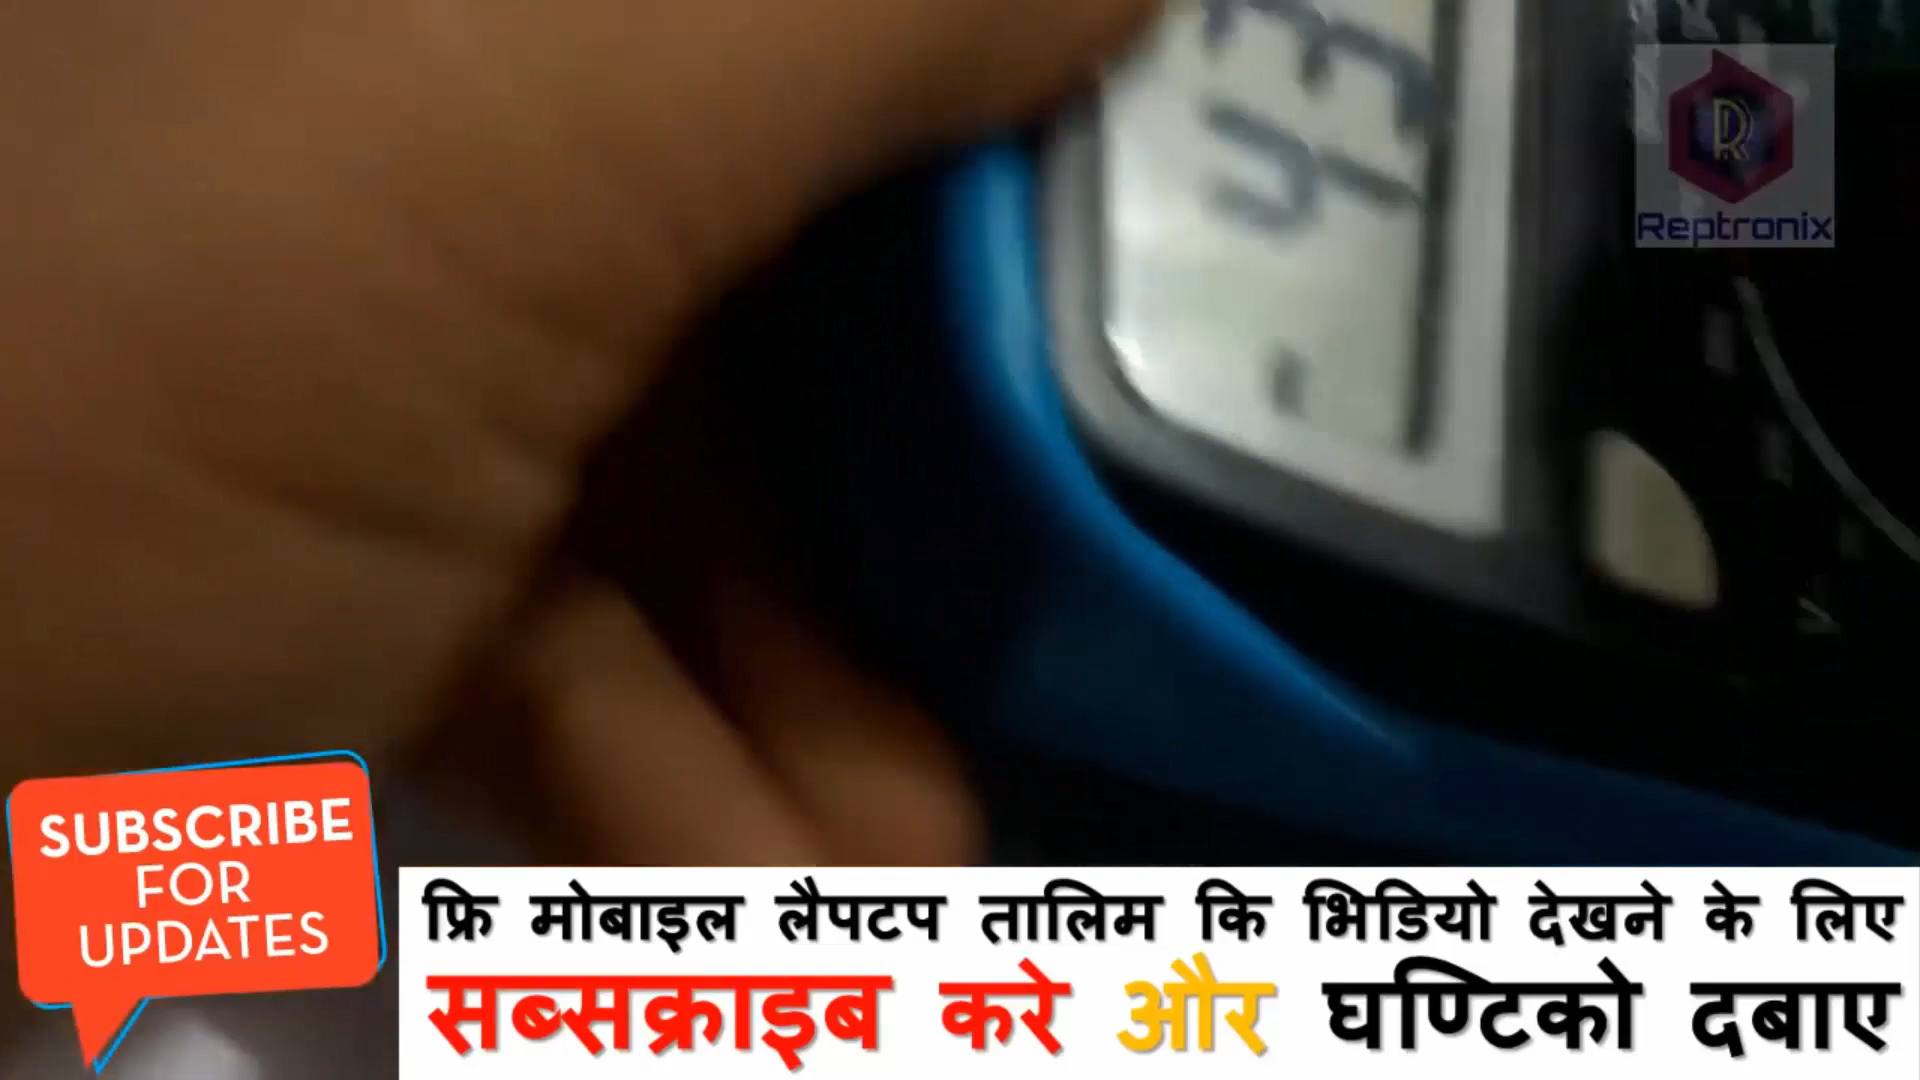 Reptronix
SUBSCRIBE
FOR
UPDATES
फ्रि मोबाइल लैपटप तालिम कि भिडियो देखने के लिए
सब्सक्राइब करे और घण्टिको दबाए